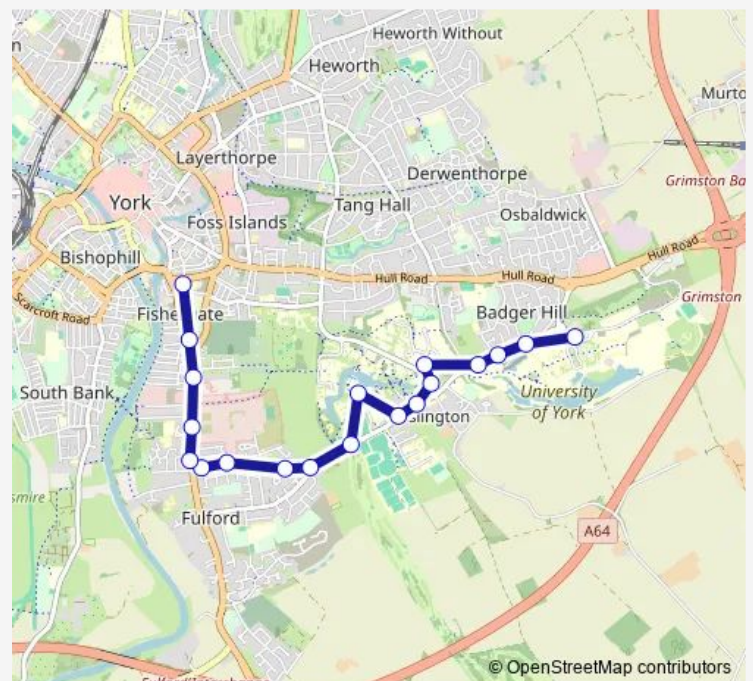 Heworth Without
Heworth
Murto
Layerthorpe
Derwenthorpe
Grimston Ba
York
Tang Hall
Osbaldwick
Foss Islands
Hull Road
Bishophill
Hull Road
Hull Road
Grimston
Scarcroft Road
Fishergate
Badger Hill
South Bank
University
of York
slington
smire
Fulford
A64
© OpenStreetMap contributors